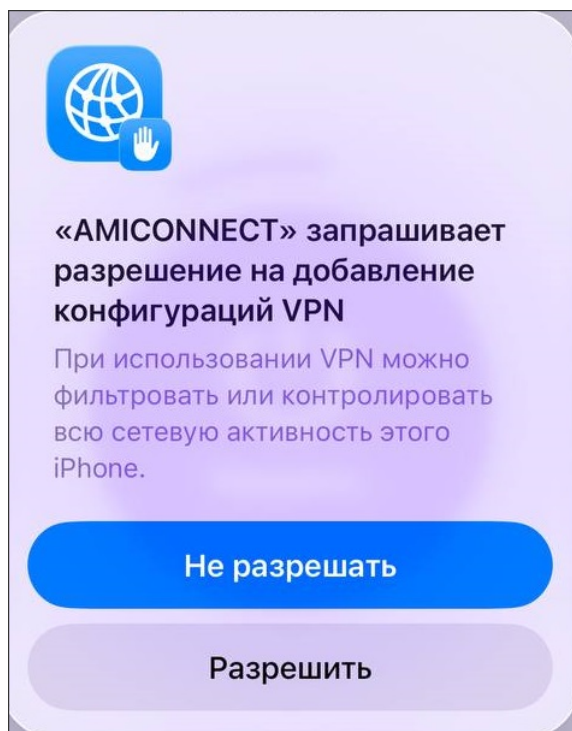 «AMICONNECT» запрашивает
разрешение на добавление
конфигураций VPN
При использовании VPN можно
фильтровать или контролировать
всю сетевую активность этого
iPhone.
Не разрешать
Разрешить